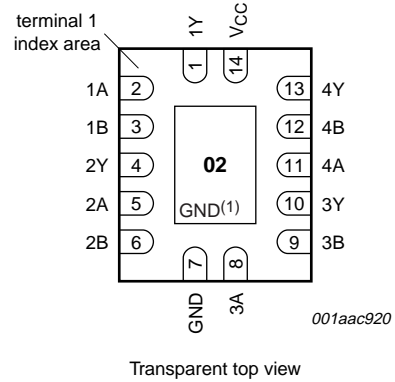 terminal 1
index area
1Y
VCC
1
14
1A 2
13 4Y
1B 3
12 4B
2Y 4
02
11 4A
2A 5
GND(1)
10 3Y
2B 6
9 3B
7
8
GND
3A
001aac920
Transparent top view